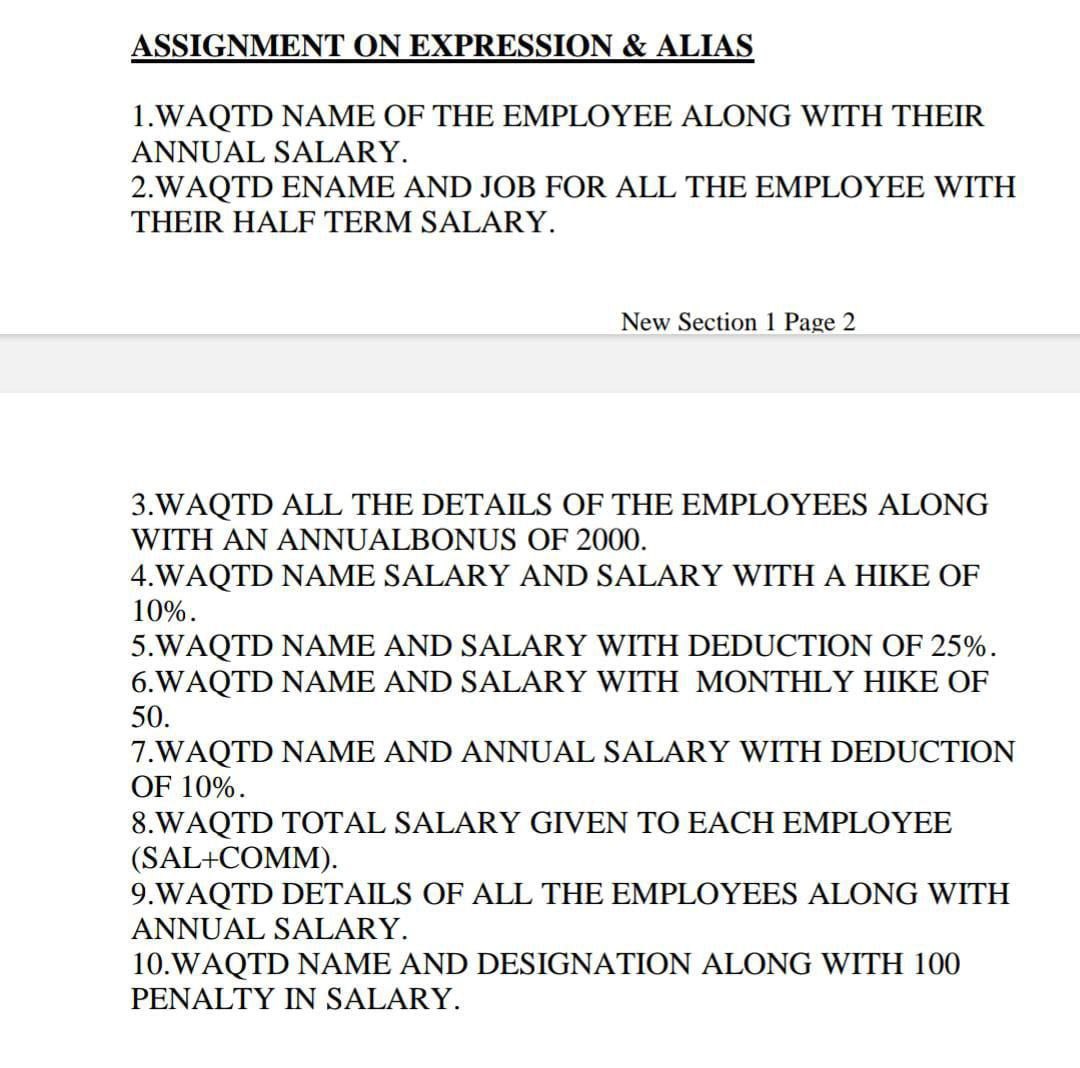 ASSIGNMENT ON EXPRESSION & ALIAS
1.WAQTD NAME OF THE EMPLOYEE ALONG WITH THEIR
ANNUAL SALARY.
2.WAQTD ENAME AND JOB FOR ALL THE EMPLOYEE WITH
THEIR HALF TERM SALARY.
New Section 1 Page 2
3.WAQTD ALL THE DETAILS OF THE EMPLOYEES ALONG
WITH AN ANNUALBONUS OF 2000.
4.WAQTD NAME SALARY AND SALARY WITH A HIKE OF
10%.
5.WAQTD NAME AND SALARY WITH DEDUCTION OF 25%.
6.WAQTD NAME AND SALARY WITH  MONTHLY HIKE OF
50.
7.WAQTD NAME AND ANNUAL SALARY WITH DEDUCTION
OF 10%.
8.WAQTD TOTAL SALARY GIVEN TO EACH EMPLOYEE
(SAL+COMM).
9.WAQTD DETAILS OF ALL THE EMPLOYEES ALONG WITH
ANNUAL SALARY.
10.WAQTD NAME AND DESIGNATION ALONG WITH 100
PENALTY IN SALARY.